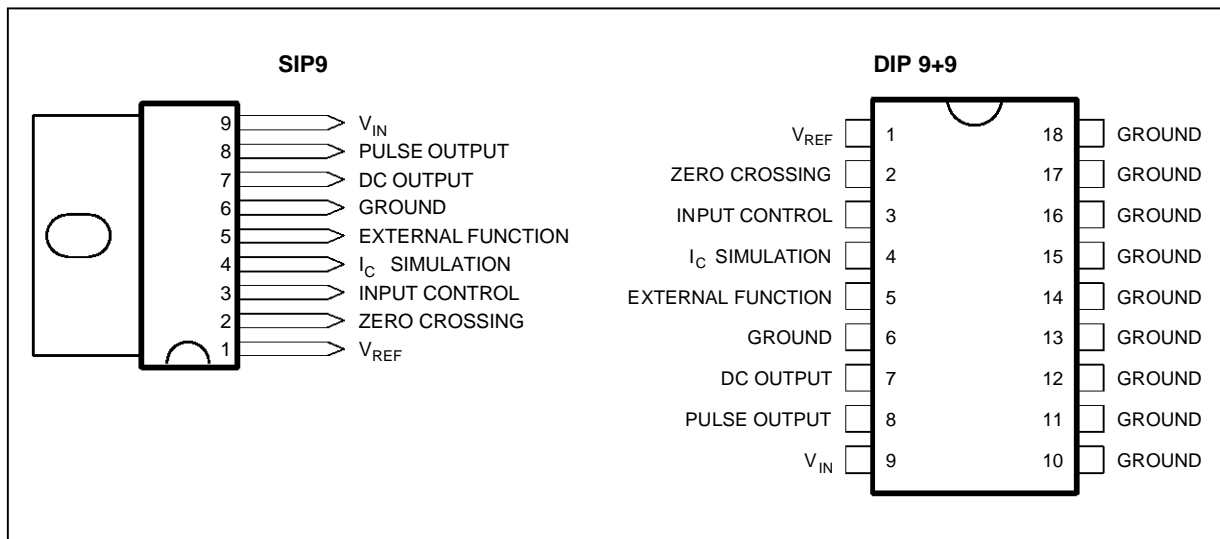 SIP9
9 V_IN
8 PULSE OUTPUT
7 DC OUTPUT
6 GROUND
5 EXTERNAL FUNCTION
4 I_C SIMULATION
3 INPUT CONTROL
2 ZERO CROSSING
1 V_REF
DIP 9+9
V_REF 1 18 GROUND
ZERO CROSSING 2 17 GROUND
INPUT CONTROL 3 16 GROUND
I_C SIMULATION 4 15 GROUND
EXTERNAL FUNCTION 5 14 GROUND
GROUND 6 13 GROUND
DC OUTPUT 7 12 GROUND
PULSE OUTPUT 8 11 GROUND
V_IN 9 10 GROUND